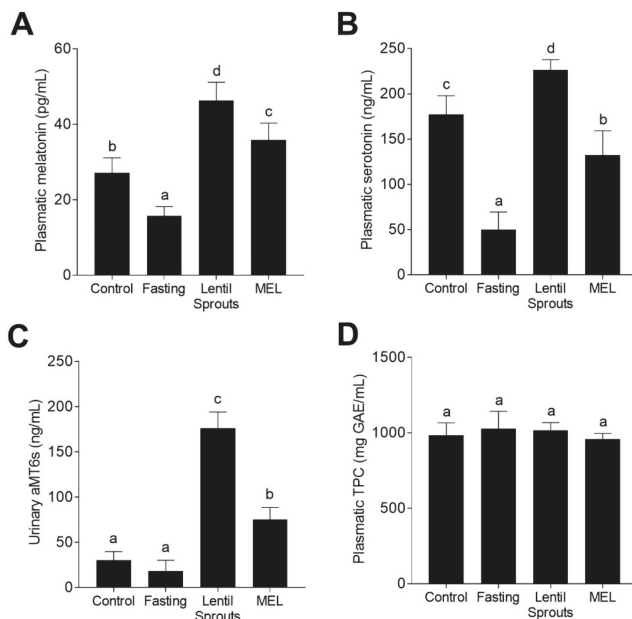 A
Plasmatic melatonin (pg/mL)
60
40
20
0
b
a
d
c
Control
Fasting
Lentil
Sprouts
MEL
B
Plasmatic serotonin (ng/mL)
250
200
150
100
50
0
c
a
d
b
Control
Fasting
Lentil
Sprouts
MEL
C
Urinary aMT6s (ng/mL)
250
200
150
100
50
0
a
a
c
b
Control
Fasting
Lentil
Sprouts
MEL
D
Plasmatic TPC (mg GAE/mL)
1500
1000
500
0
a
a
a
a
Control
Fasting
Lentil
Sprouts
MEL